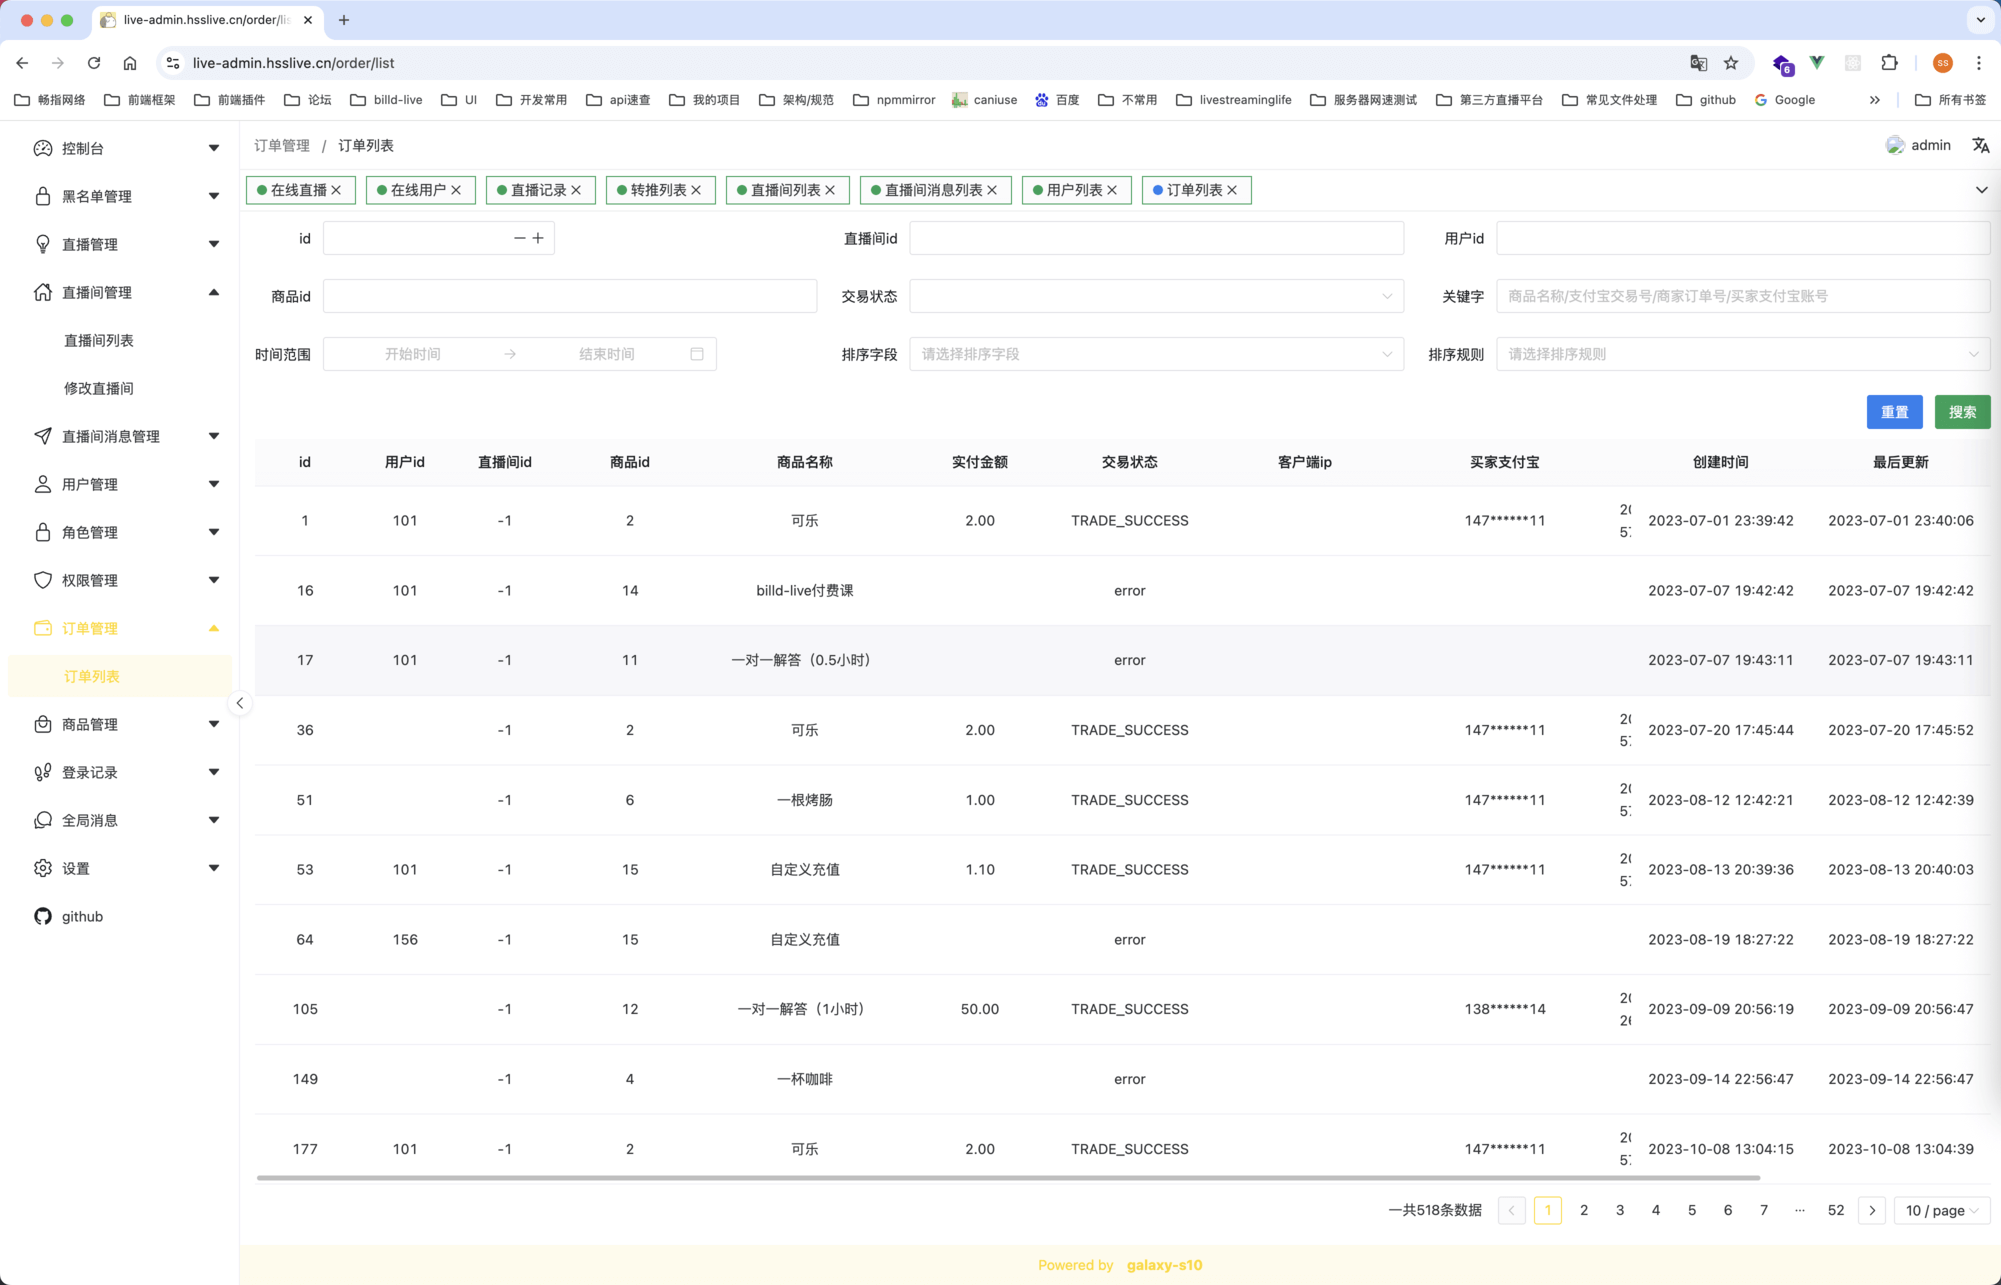 live-admin.hsslive.cn/order/lis
live-admin.hsslive.cn/order/list
6
ss
畅指网络 前端框架 前端插件 论坛 billd-live UI 开发常用 api速查 我的项目 架构/规范 npmmirror caniuse 百度 不常用 livestreaminglife 服务器网速测试 第三方直播平台 常见文件处理 github Google 所有书签
控制台
黑名单管理
直播管理
直播间管理
直播间列表
修改直播间
直播间消息管理
用户管理
角色管理
权限管理
订单管理
订单列表
商品管理
登录记录
全局消息
设置
github
订单管理 / 订单列表
admin
在线直播 在线用户 直播记录 转推列表 直播间列表 直播间消息列表 用户列表 订单列表
id 直播间id 用户id
商品id 交易状态 关键字 商品名称/支付宝交易号/商家订单号/买家支付宝账号
时间范围 开始时间 → 结束时间 排序字段 请选择排序字段 排序规则 请选择排序规则
重置 搜索
id 用户id 直播间id 商品id 商品名称 实付金额 交易状态 客户端ip 买家支付宝 创建时间 最后更新
1 101 -1 2 可乐 2.00 TRADE_SUCCESS 147******11 2023-07-01 23:39:42 2023-07-01 23:40:06
16 101 -1 14 billd-live付费课 error 2023-07-07 19:42:42 2023-07-07 19:42:42
17 101 -1 11 一对一解答（0.5小时） error 2023-07-07 19:43:11 2023-07-07 19:43:11
36 -1 2 可乐 2.00 TRADE_SUCCESS 147******11 2023-07-20 17:45:44 2023-07-20 17:45:52
51 -1 6 一根烤肠 1.00 TRADE_SUCCESS 147******11 2023-08-12 12:42:21 2023-08-12 12:42:39
53 101 -1 15 自定义充值 1.10 TRADE_SUCCESS 147******11 2023-08-13 20:39:36 2023-08-13 20:40:03
64 156 -1 15 自定义充值 error 2023-08-19 18:27:22 2023-08-19 18:27:22
105 -1 12 一对一解答（1小时） 50.00 TRADE_SUCCESS 138******14 2023-09-09 20:56:19 2023-09-09 20:56:47
149 -1 4 一杯咖啡 error 2023-09-14 22:56:47 2023-09-14 22:56:47
177 101 -1 2 可乐 2.00 TRADE_SUCCESS 147******11 2023-10-08 13:04:15 2023-10-08 13:04:39
一共518条数据 1 2 3 4 5 6 7 ··· 52 10 / page
Powered by galaxy-s10